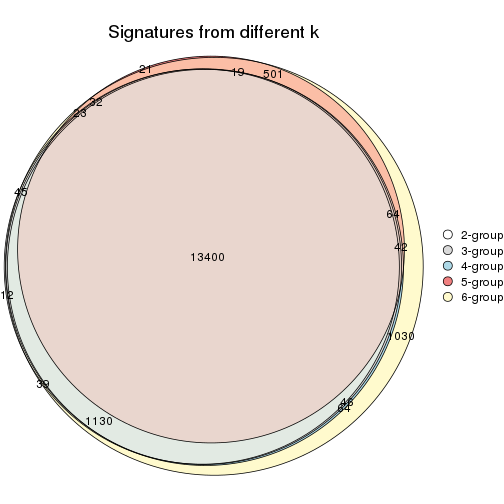 Signatures from different k
21
19
501
32
23
45
64
42
13400
12
1030
39
46
64
1130
2-group
3-group
4-group
5-group
6-group